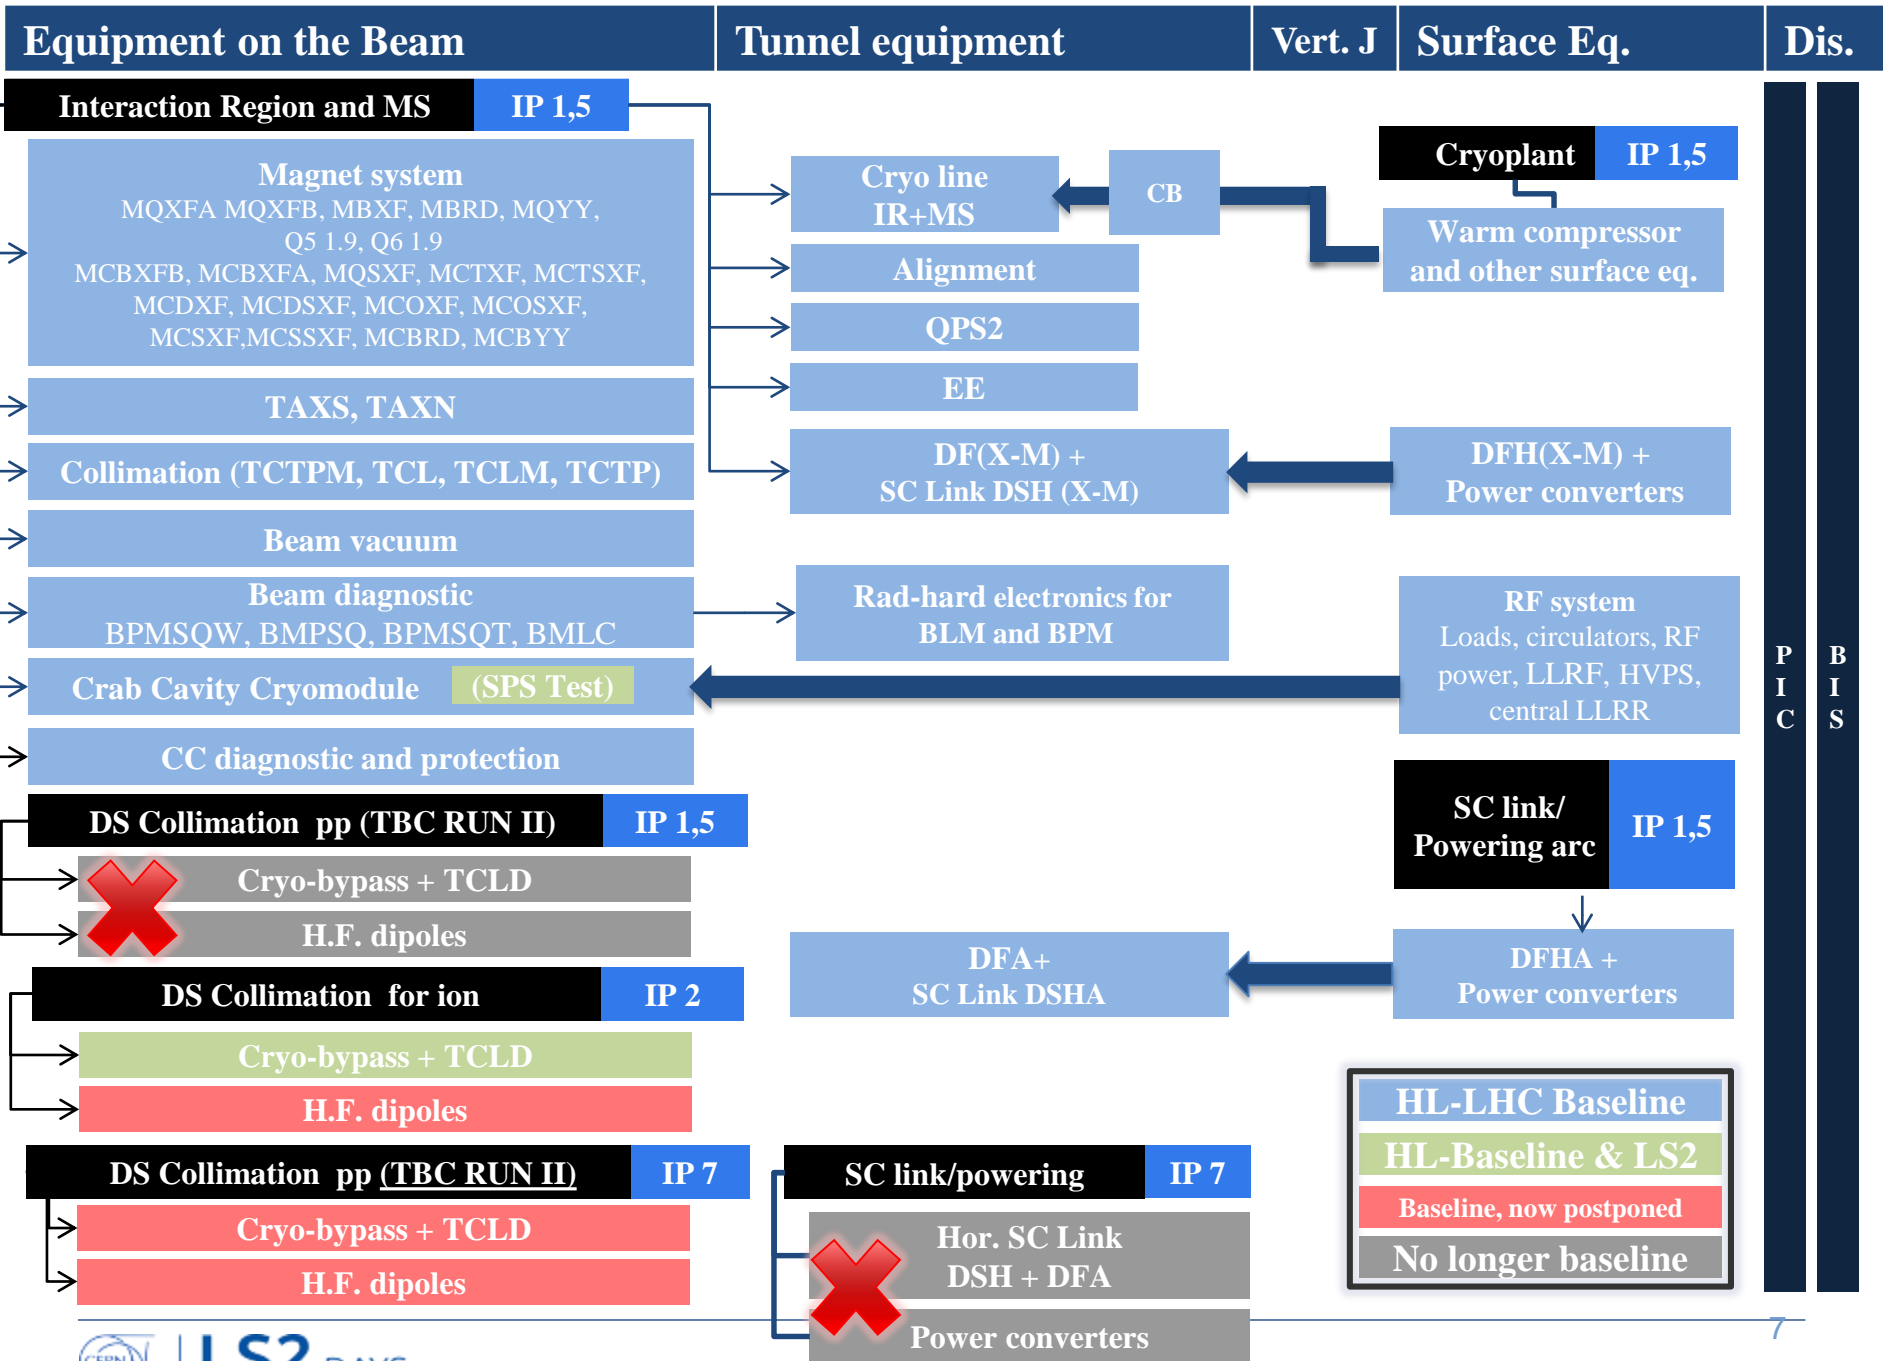 Equipment on the Beam
Tunnel equipment
Vert. J
Surface Eq.
Dis.
Interaction Region and MS
IP 1,5
Magnet system
MQXFA MQXFB, MBXF, MBRD, MQYY,
Q5 1.9, Q6 1.9
MCBXFB, MCBXFA, MQSXF, MCTXF, MCTSXF,
MCDXF, MCDSXF, MCOXF, MCOSXF,
MCSXF,MCSSXF, MCBRD, MCBYY
TAXS, TAXN
Collimation (TCTPM, TCL, TCLM, TCTP)
Beam vacuum
Beam diagnostic
BPMSQW, BMPSQ, BPMSQT, BMLC
Crab Cavity Cryomodule
(SPS Test)
CC diagnostic and protection
DS Collimation pp (TBC RUN II)
IP 1,5
Cryo-bypass + TCLD
H.F. dipoles
DS Collimation for ion
IP 2
Cryo-bypass + TCLD
H.F. dipoles
DS Collimation pp (TBC RUN II)
IP 7
Cryo-bypass + TCLD
H.F. dipoles
Cryo line
IR+MS
CB
Alignment
QPS2
EE
DF(X-M) +
SC Link DSH (X-M)
Rad-hard electronics for
BLM and BPM
DFA+
SC Link DSHA
SC link/powering
IP 7
Hor. SC Link
DSH + DFA
Power converters
Cryoplant
IP 1,5
Warm compressor
and other surface eq.
DFH(X-M) +
Power converters
RF system
Loads, circulators, RF
power, LLRF, HVPS,
central LLRR
SC link/
Powering arc
IP 1,5
DFHA +
Power converters
HL-LHC Baseline
HL-Baseline & LS2
Baseline, now postponed
No longer baseline
P
I
C
B
I
S
CERN
LS2 DAYS
7